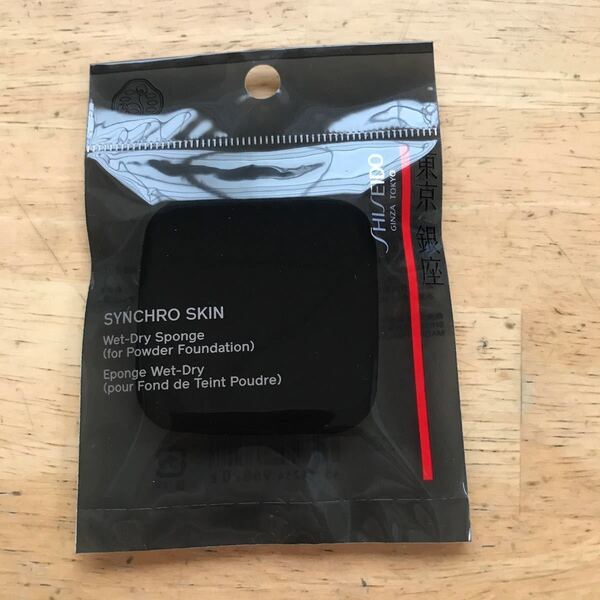 SHISEIDO
GINZA TOKYO
東京 銀座
SYNCHRO SKIN
Wet-Dry Sponge
(for Powder Foundation)
Eponge Wet-Dry
(pour Fond de Teint Poudre)